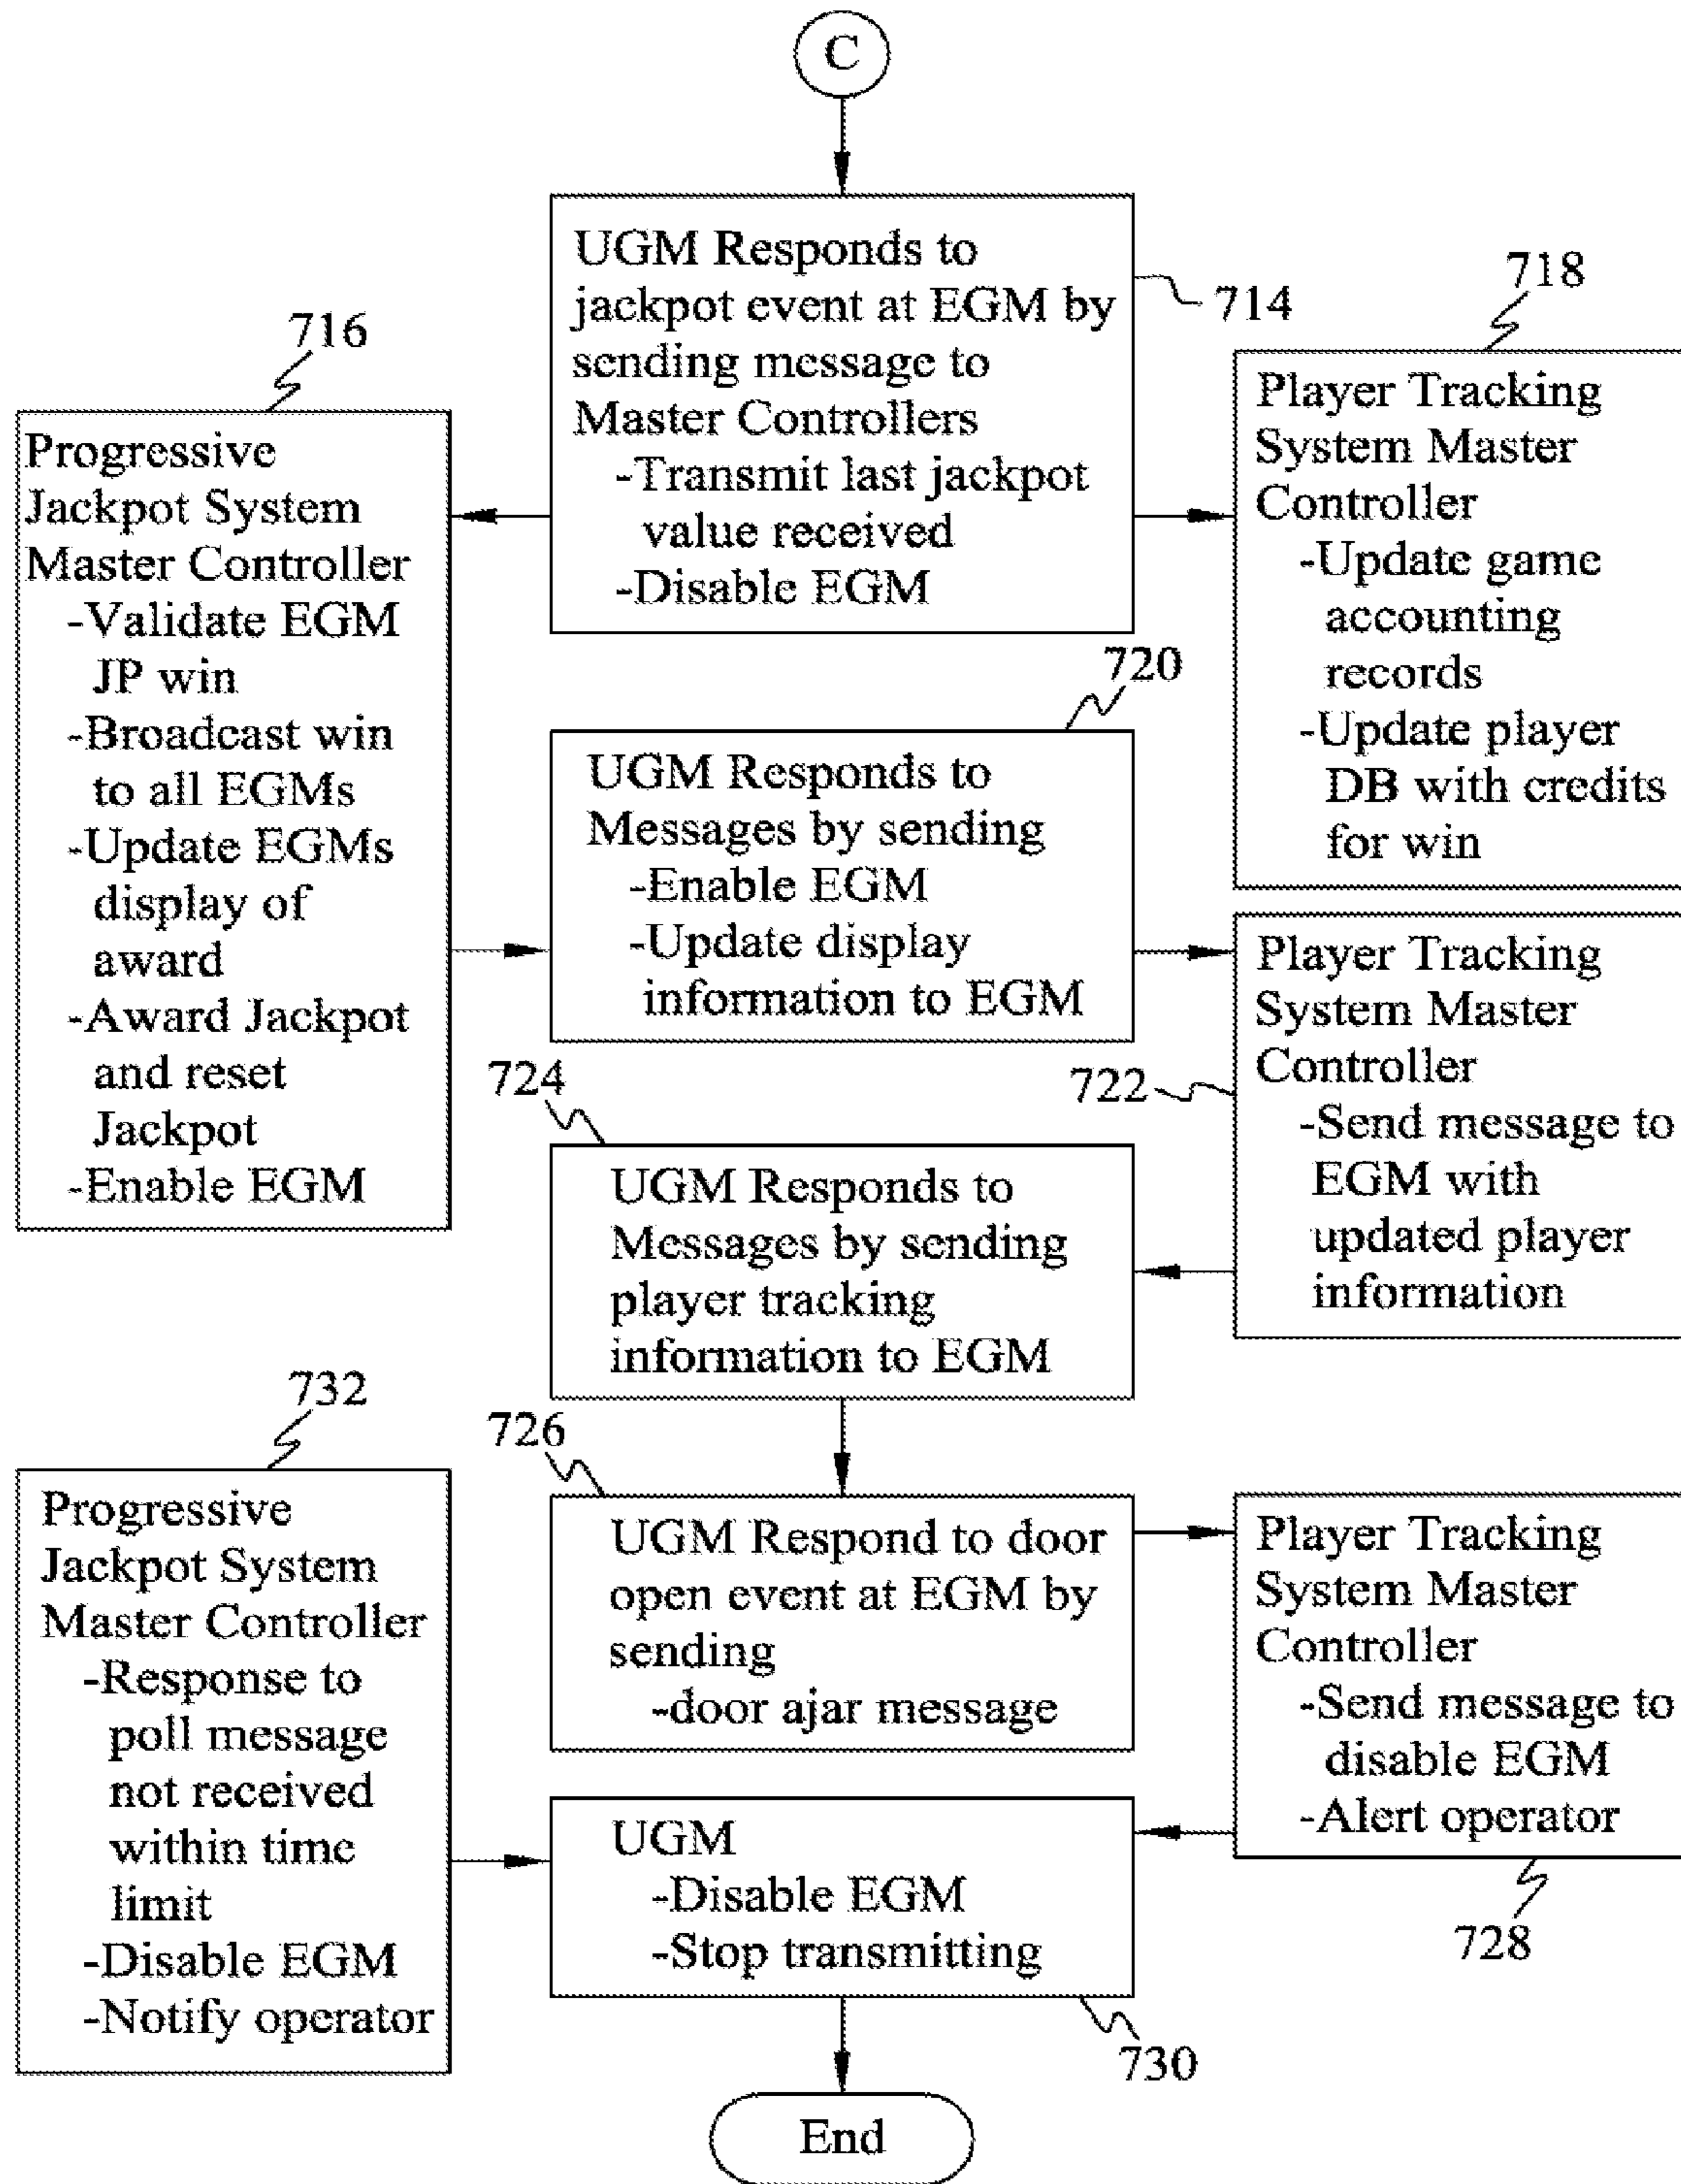 C
UGM Responds to
jackpot event at EGM by
sending message to
Master Controllers
-Transmit last jackpot
value received
-Disable EGM
714
716
Progressive
Jackpot System
Master Controller
-Validate EGM
JP win
-Broadcast win
to all EGMs
-Update EGMs
display of
award
-Award Jackpot
and reset
Jackpot
-Enable EGM
718
Player Tracking
System Master
Controller
-Update game
accounting
records
-Update player
DB with credits
for win
720
UGM Responds to
Messages by sending
-Enable EGM
-Update display
information to EGM
722
Player Tracking
System Master
Controller
-Send message to
EGM with
updated player
information
724
UGM Responds to
Messages by sending
player tracking
information to EGM
726
UGM Respond to door
open event at EGM by
sending
-door ajar message
Player Tracking
System Master
Controller
-Send message to
disable EGM
-Alert operator
728
732
Progressive
Jackpot System
Master Controller
-Response to
poll message
not received
within time
limit
-Disable EGM
-Notify operator
UGM
-Disable EGM
-Stop transmitting
730
End